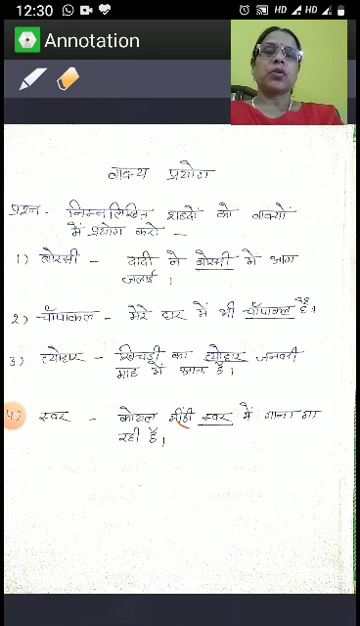 12:30
HD
HD
Annotation
वाक्य प्रयोग
प्रश्न - निम्नलिखित शब्दों को वाक्यों
में प्रयोग करो -
1) बोरसी - दादी ने बोरसी में आग
जलाई ।
2) चाँपाकल - मेरे घर में भी चाँपाकल है।
3) त्योहार - खिचड़ी का त्योहार जनवरी
माह में आता है।
4) स्वर - कोयल मीठी स्वर में गाना गा
रही है।